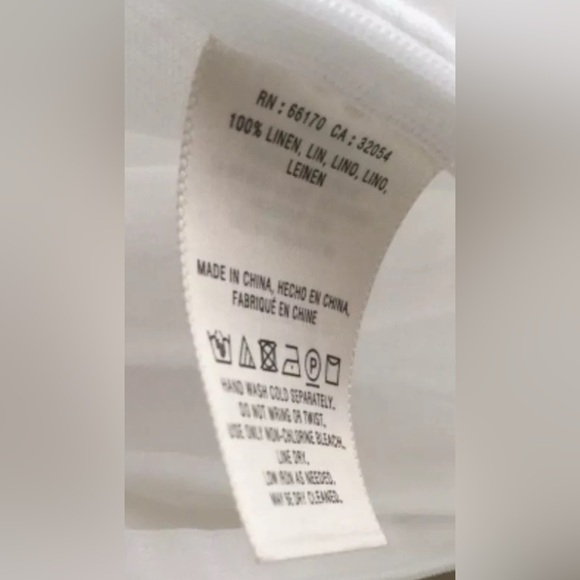 RN : 66170 CA : 32054
100% LINEN, LIN, LINO, LINO,
LEINEN
MADE IN CHINA, HECHO EN CHINA,
FABRIQUÉ EN CHINE
P
HAND WASH COLD SEPARATELY.
DO NOT WRING OR TWIST.
USE ONLY NON-CHLORINE BLEACH.
LINE DRY.
LOW IRON AS NEEDED.
MAY BE DRY CLEANED.